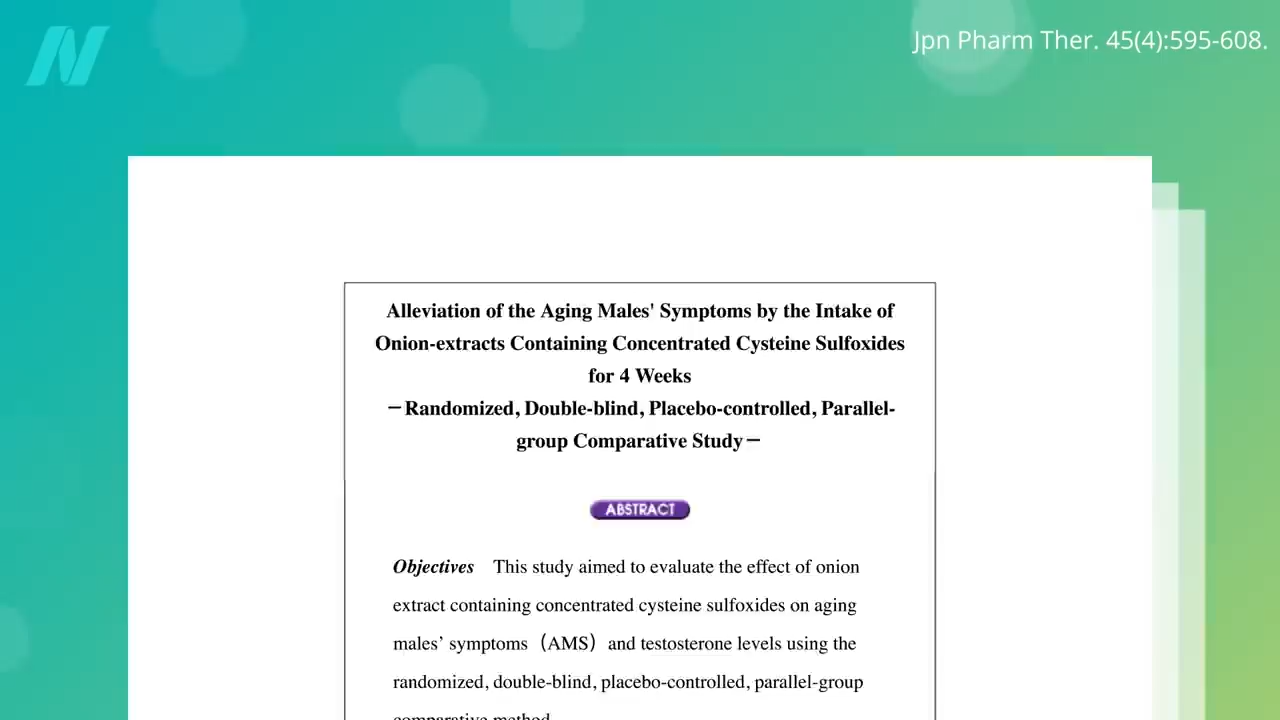 Jpn Pharm Ther. 45(4):595-608.
Alleviation of the Aging Males' Symptoms by the Intake of
Onion-extracts Containing Concentrated Cysteine Sulfoxides
for 4 Weeks
－Randomized, Double-blind, Placebo-controlled, Parallel-
group Comparative Study－
ABSTRACT
Objectives This study aimed to evaluate the effect of onion
extract containing concentrated cysteine sulfoxides on aging
males’ symptoms（AMS）and testosterone levels using the
randomized, double-blind, placebo-controlled, parallel-group
comparative method.